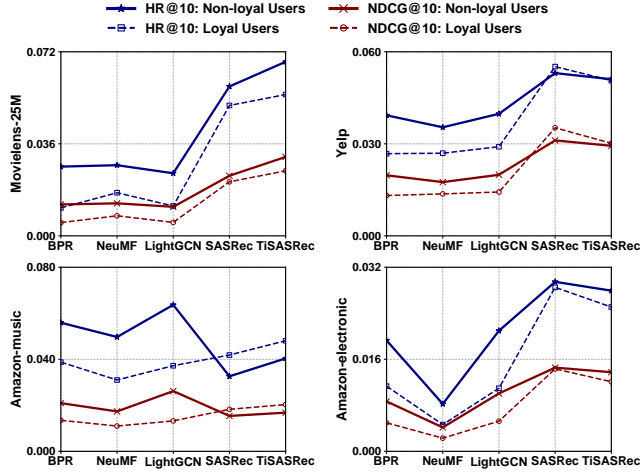 HR@10: Non-loyal Users NDCG@10: Non-loyal Users
HR@10: Loyal Users NDCG@10: Loyal Users
Movielens-25M
0.072
0.036
0.000
BPR NeuMF LightGCN SASRec TiSASRec
Yelp
0.060
0.030
0.000
BPR NeuMF LightGCN SASRec TiSASRec
Amazon-music
0.080
0.040
0.000
BPR NeuMF LightGCN SASRec TiSASRec
Amazon-electronic
0.032
0.016
0.000
BPR NeuMF LightGCN SASRec TiSASRec